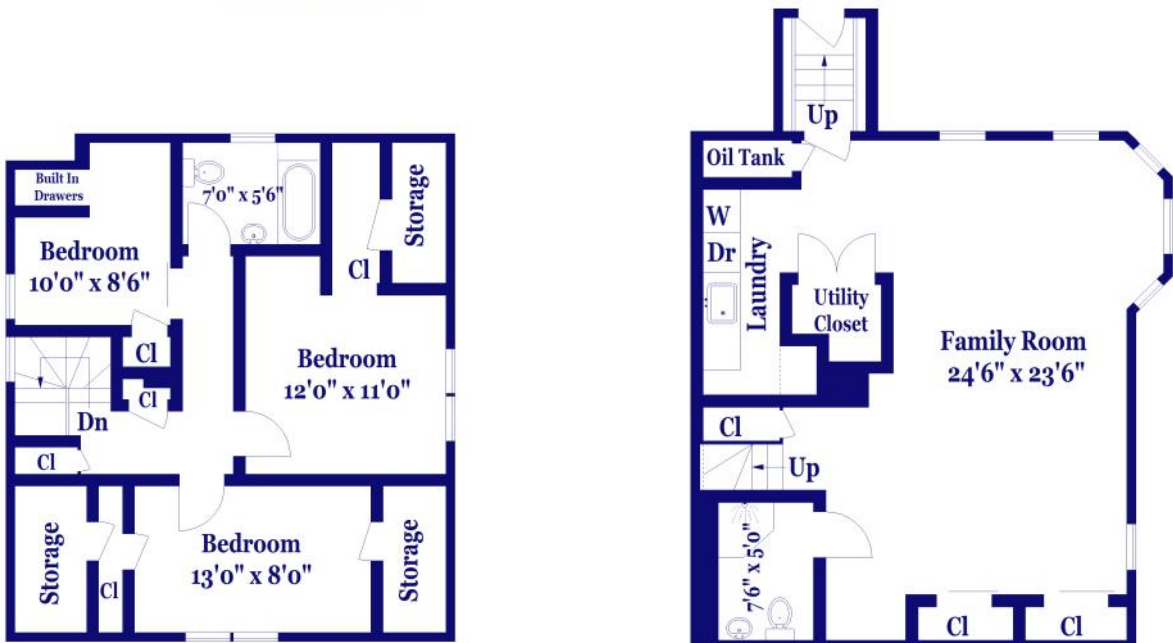 Built In
Drawers
7'0" x 5'6"
Storage
Bedroom
10'0" x 8'6"
Cl
Cl
Bedroom
12'0" x 11'0"
Cl
Dn
Cl
Storage
Cl
Bedroom
13'0" x 8'0"
Storage
Up
Oil Tank
W
Dr
Laundry
Utility
Closet
Family Room
24'6" x 23'6"
Cl
Up
7'6" x 5'0"
Cl
Cl